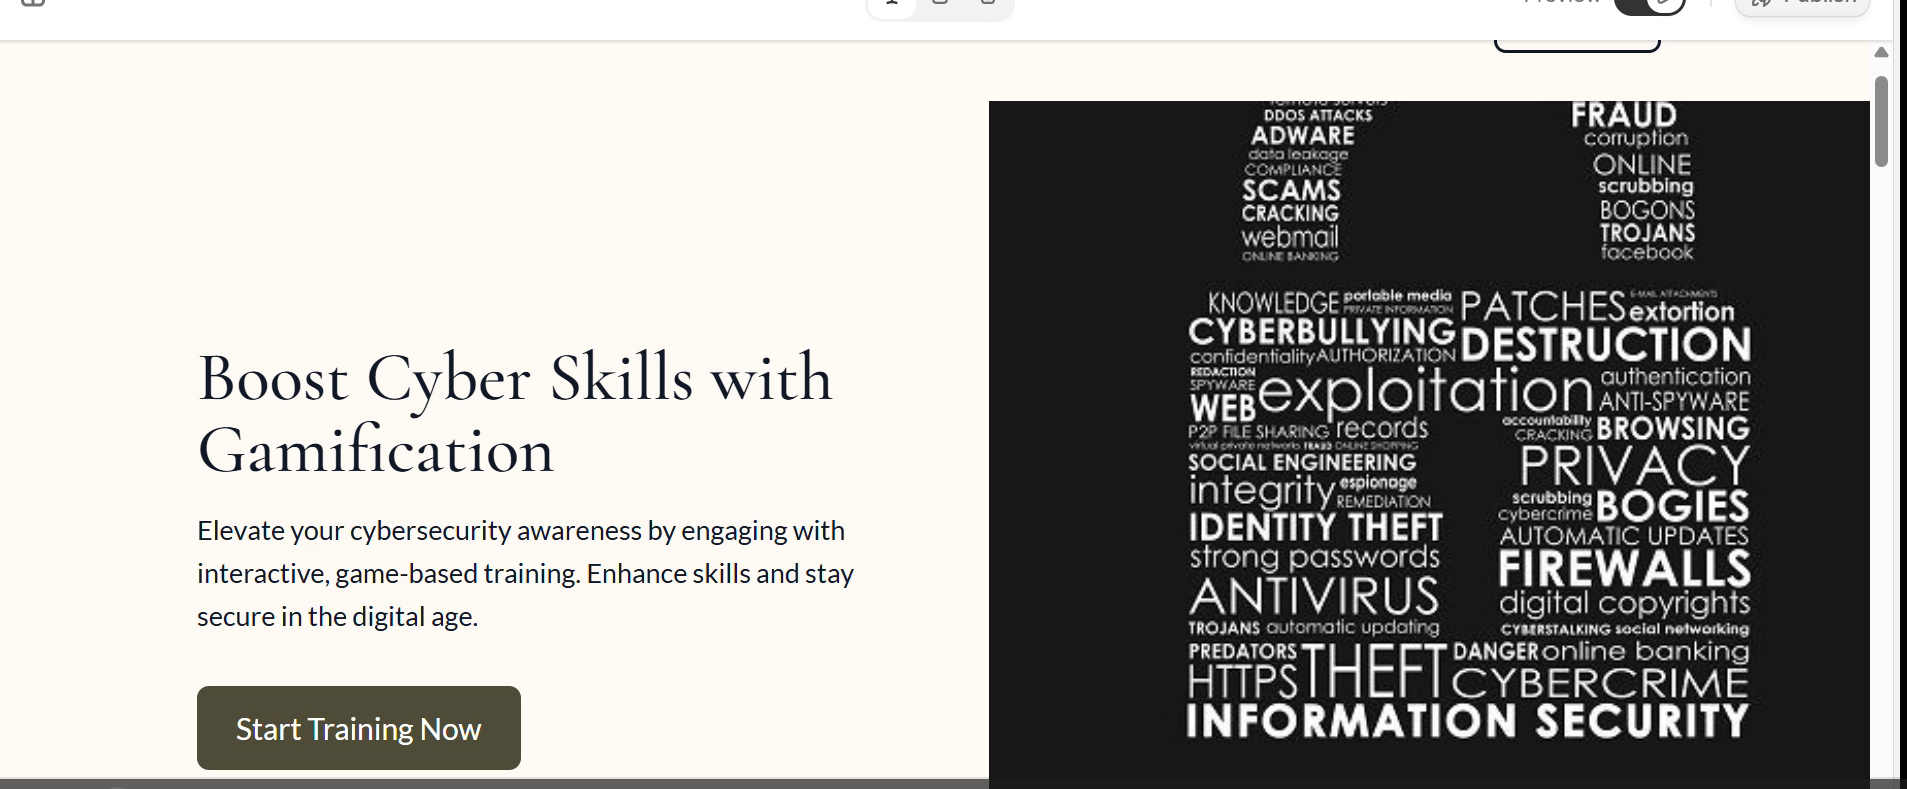 Preview
Publish
Boost Cyber Skills with
Gamification
Elevate your cybersecurity awareness by engaging with
interactive, game-based training. Enhance skills and stay
secure in the digital age.
Start Training Now
remote servers
DDOS ATTACKS
ADWARE
data leakage
COMPLIANCE
SCAMS
CRACKING
webmail
ONLINE BANKING
FRAUD
corruption
ONLINE
scrubbing
BOGONS
TROJANS
facebook
KNOWLEDGE portable media PATCHES E-MAIL ATTACHMENTS
PRIVATE INFORMATION extortion
CYBERBULLYING DESTRUCTION
confidentiality AUTHORIZATION
REDACTION exploitation authentication
SPYWARE ANTI-SPYWARE
WEB
P2P FILE SHARING records
virtual private networks FRAUD ONLINE SHOPPING
SOCIAL ENGINEERING
integrity espionage
REMEDIATION
IDENTITY THEFT
strong passwords
ANTIVIRUS
TROJANS automatic updating
accountability BROWSING
CRACKING
PRIVACY
scrubbing BOGIES
cybercrime
AUTOMATIC UPDATES
FIREWALLS
digital copyrights
CYBERSTALKING social networking
PREDATORS THEFT DANGER online banking
HTTPS CYBERCRIME
INFORMATION SECURITY